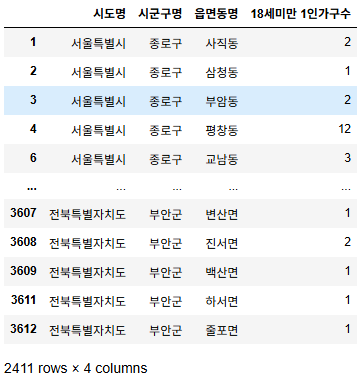 시도명 시군구명 읍면동명 18세미만 1인가구수
1 서울특별시 종로구 사직동 2
2 서울특별시 종로구 삼청동 1
3 서울특별시 종로구 부암동 2
4 서울특별시 종로구 평창동 12
6 서울특별시 종로구 교남동 3
... ... ... ... ...
3607 전북특별자치도 부안군 변산면 1
3608 전북특별자치도 부안군 진서면 2
3609 전북특별자치도 부안군 백산면 1
3611 전북특별자치도 부안군 하서면 1
3612 전북특별자치도 부안군 줄포면 1
2411 rows × 4 columns